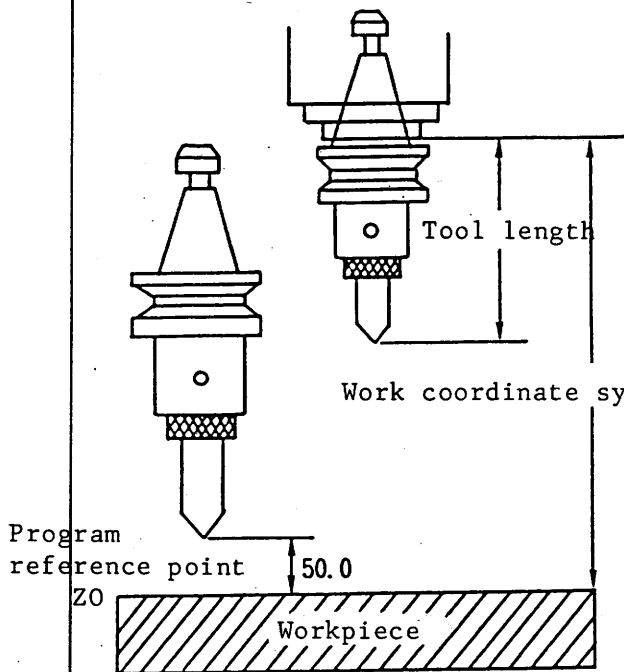 Tool length
Work coordinate sy
Program
reference point
50.0
ZO
Workpiece